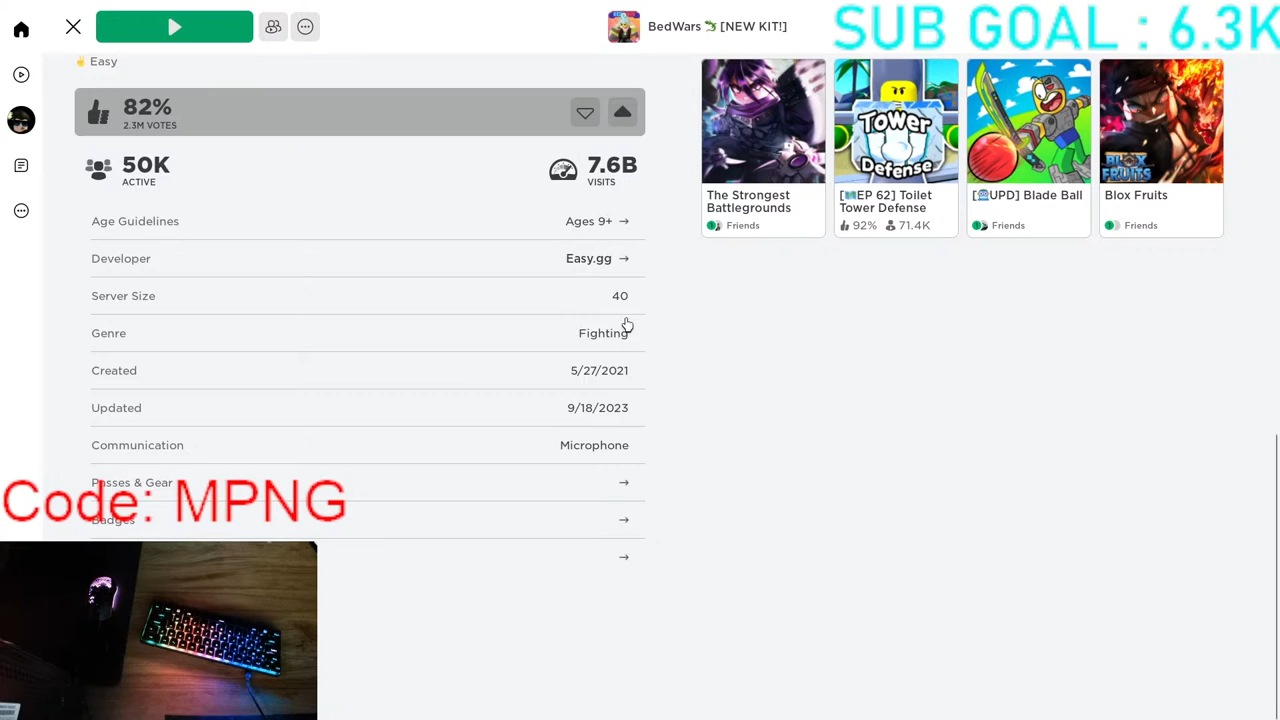 BedWars 🐉 [NEW KIT!]
SUB GOAL : 6.3K
✌ Easy
82%
2.3M VOTES
50K
ACTIVE
7.6B
VISITS
Age Guidelines
Ages 9+ →
Developer
Easy.gg →
Server Size
40
Genre
Fighting
Created
5/27/2021
Updated
9/18/2023
Communication
Microphone
Passes & Gear
→
Badges
→
→
Code: MPNG
Tower
Defense
BLOX
FRUITS
The Strongest
Battlegrounds
Friends
[EP 62] Toilet
Tower Defense
92% 71.4K
[UPD] Blade Ball
Friends
Blox Fruits
Friends